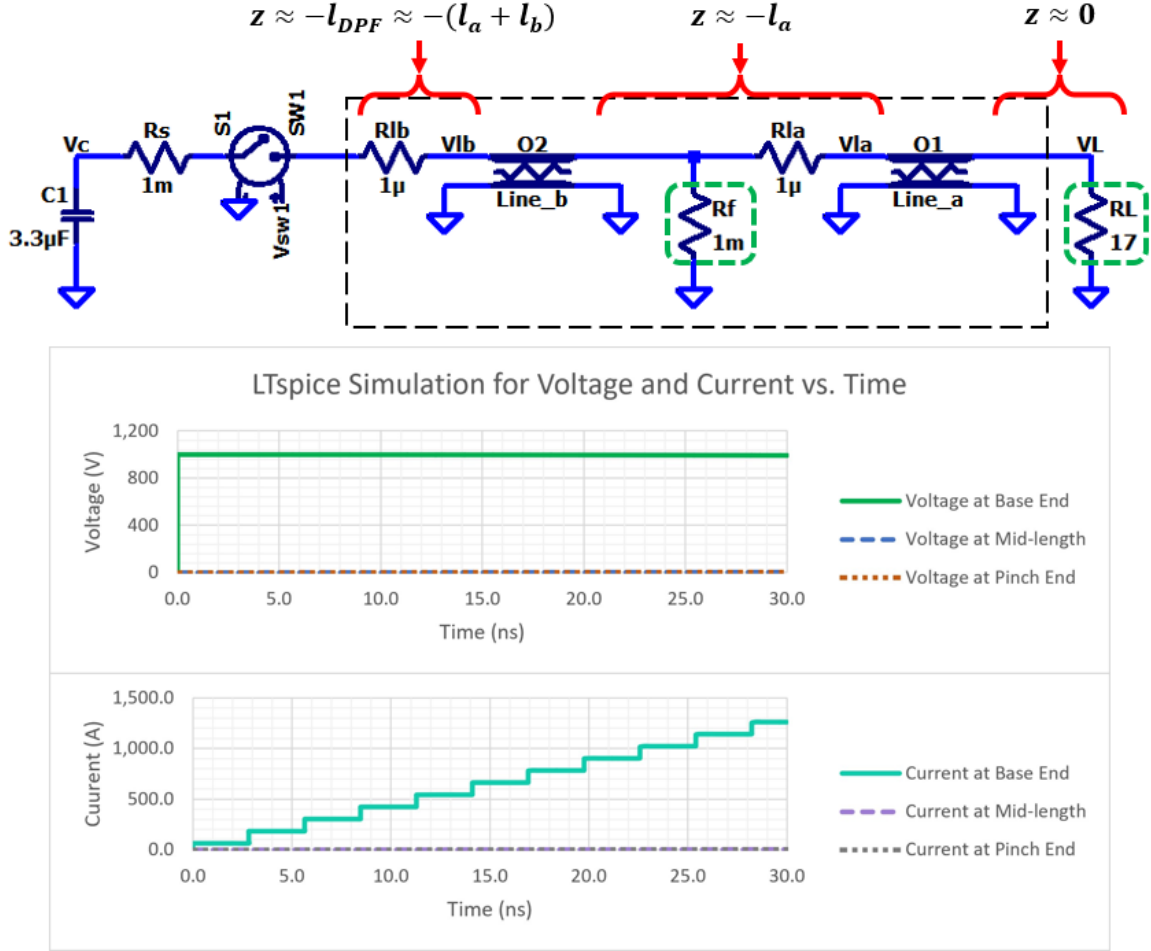 z ≈ −l_DPF ≈ −(l_a + l_b)
z ≈ −l_a
z ≈ 0
Vc
Rs
1m
S1
SW1
Vsw1
C1
3.3µF
Rlb
1µ
Vlb
O2
Line_b
Rf
1m
Rla
1µ
Vla
O1
Line_a
VL
RL
17
LTspice Simulation for Voltage and Current vs. Time
Voltage (V)
1,200
800
400
0
0.0 5.0 10.0 15.0 20.0 25.0 30.0
Time (ns)
Voltage at Base End
Voltage at Mid-length
Voltage at Pinch End
Cuurent (A)
1,500.0
1,000.0
500.0
0.0
0.0 5.0 10.0 15.0 20.0 25.0 30.0
Time (ns)
Current at Base End
Current at Mid-length
Current at Pinch End